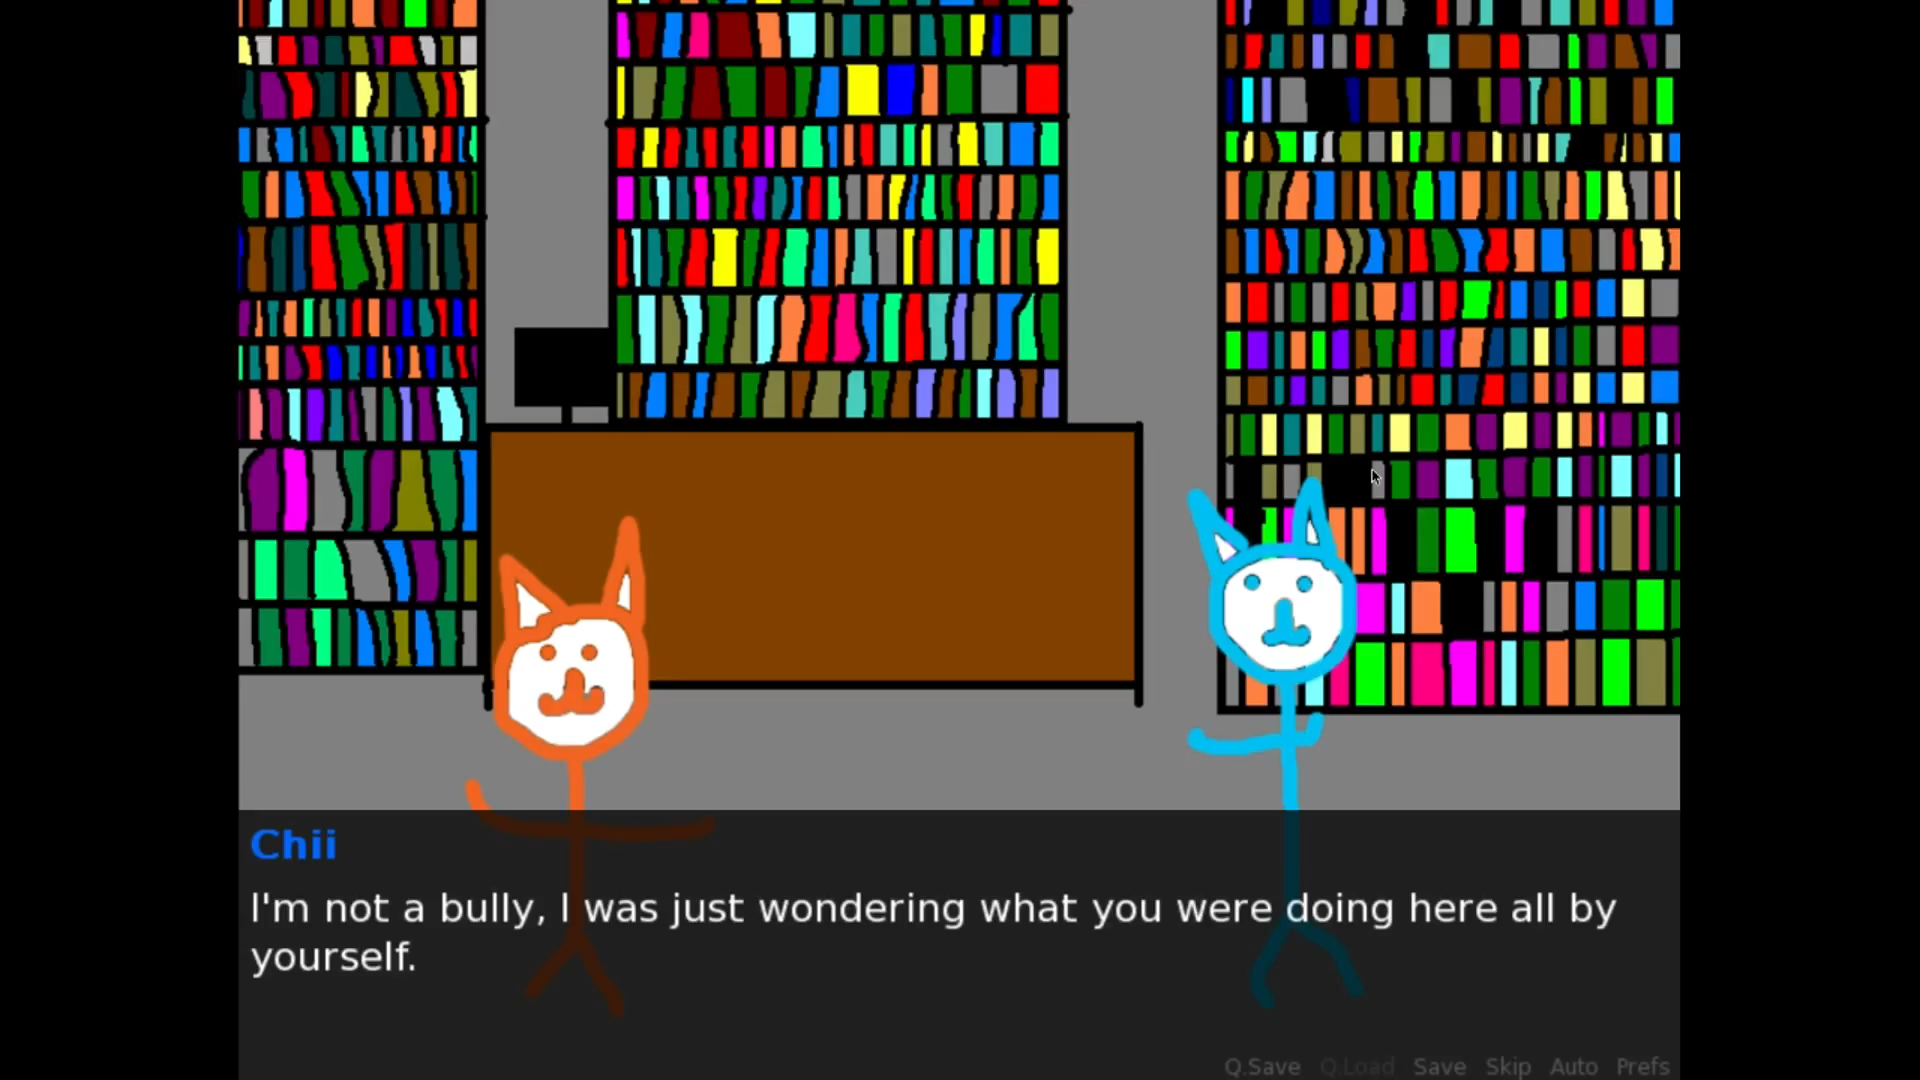 Chii
I'm not a bully, I was just wondering what you were doing here all by
yourself.
Q.Save Q.Load Save Skip Auto Prefs